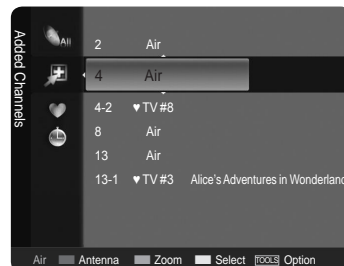 Added Channels
All
2 Air
4 Air
4-2 ♥ TV #8
8 Air
13 Air
13-1 ♥ TV #3 Alice's Adventures in Wonderland
Air Antenna Zoom Select TOOLS Option